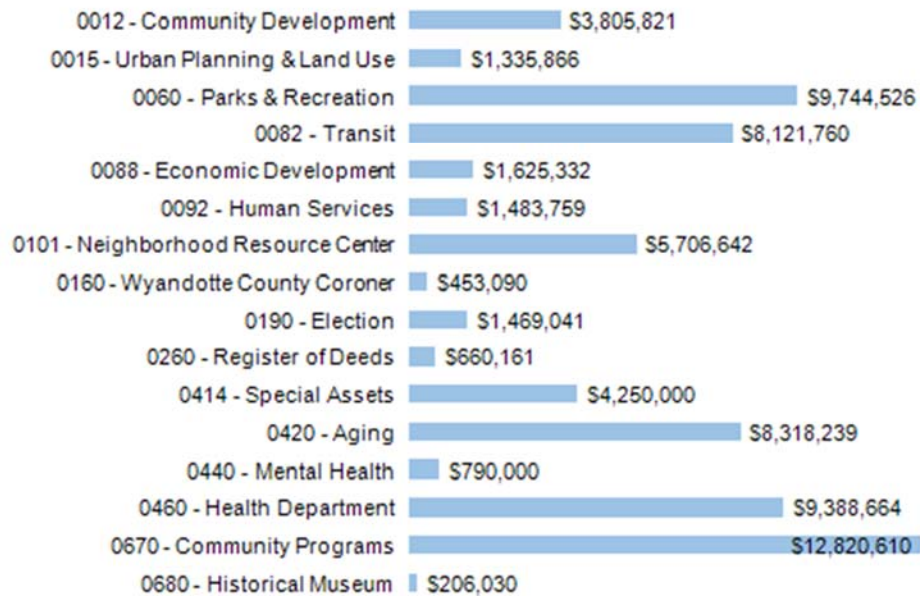 0012 - Community Development $3,805,821
0015 - Urban Planning & Land Use $1,335,866
0060 - Parks & Recreation $9,744,526
0082 - Transit $8,121,760
0088 - Economic Development $1,625,332
0092 - Human Services $1,483,759
0101 - Neighborhood Resource Center $5,706,642
0160 - Wyandotte County Coroner $453,090
0190 - Election $1,469,041
0260 - Register of Deeds $660,161
0414 - Special Assets $4,250,000
0420 - Aging $8,318,239
0440 - Mental Health $790,000
0460 - Health Department $9,388,664
0670 - Community Programs $12,820,610
0680 - Historical Museum $206,030